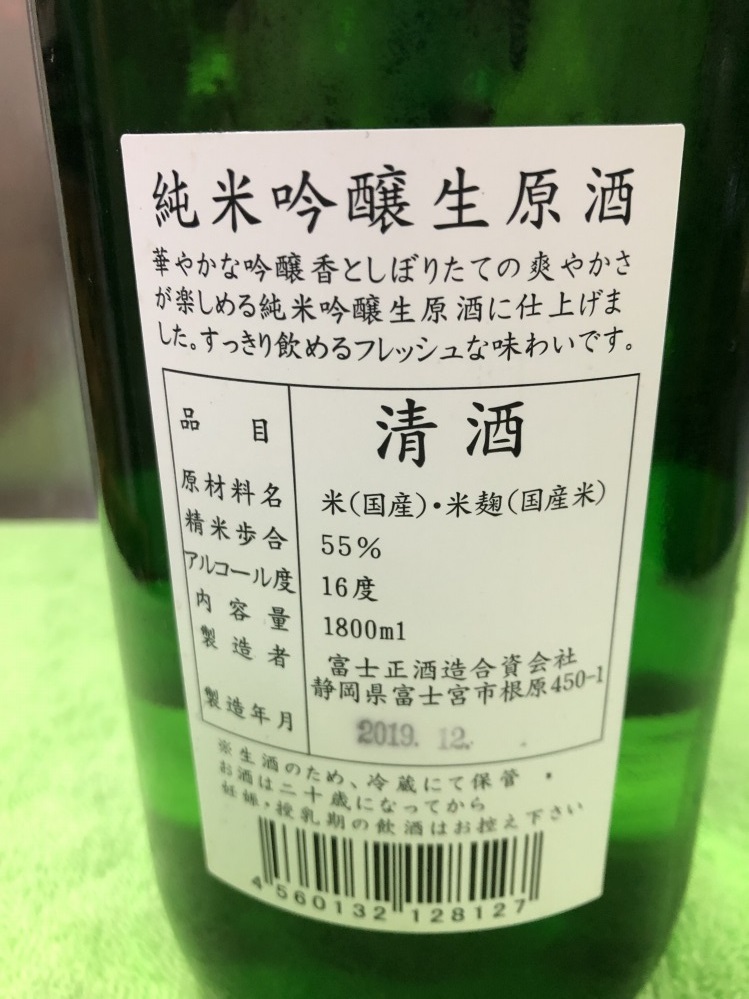 純米吟醸生原酒
華やかな吟醸香としぼりたての爽やかさ
が楽しめる純米吟醸生原酒に仕上げま
した。すっきり飲めるフレッシュな味わいです。
品目 清酒
原材料名 米(国産)・米麹(国産米)
精米歩合 55%
アルコール度 16度
内容量 1800ml
製造者 富士正酒造合資会社
静岡県富士宮市根原450-1
製造年月 2019. 12.
※生酒のため、冷蔵にて保管
お酒は二十歳になってから
妊娠・授乳期の飲酒はお控え下さい
4 560132 128127